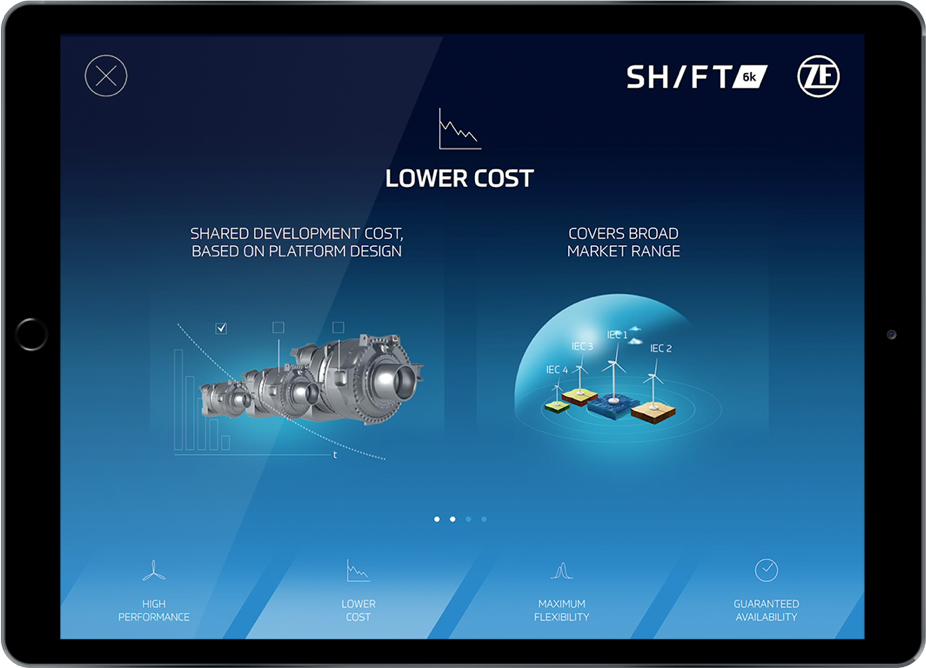 SH/FT 6k ZF
LOWER COST
SHARED DEVELOPMENT COST,
BASED ON PLATFORM DESIGN
COVERS BROAD
MARKET RANGE
IEC 1
IEC 3
IEC 2
IEC 4
t
HIGH
PERFORMANCE
LOWER
COST
MAXIMUM
FLEXIBILITY
GUARANTEED
AVAILABILITY